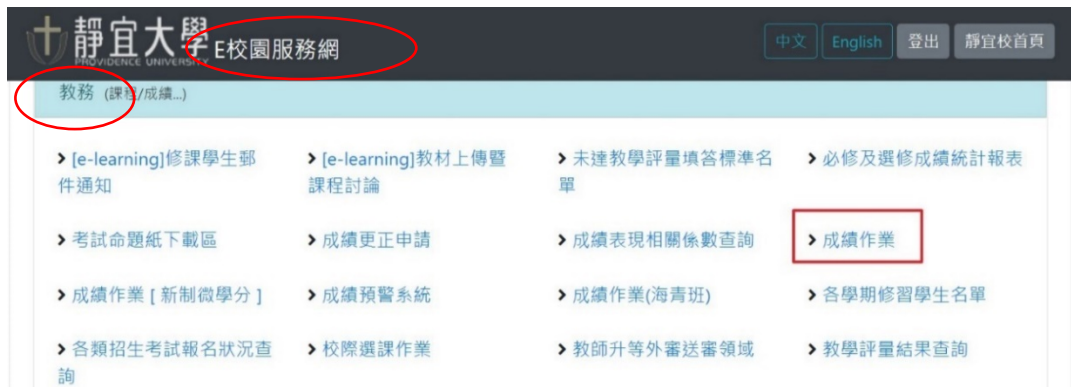 靜宜大學 E校園服務網
PROVIDENCE UNIVERSITY
中文 English 登出 靜宜校首頁
教務 (課程/成績...)
[e-learning]修課學生郵
件通知
[e-learning]教材上傳暨
課程討論
未達教學評量填答標準名
單
必修及選修成績統計報表
考試命題紙下載區
成績更正申請
成績表現相關係數查詢
成績作業
成績作業 [ 新制微學分 ]
成績預警系統
成績作業(海青班)
各學期修習學生名單
各類招生考試報名狀況查
詢
校際選課作業
教師升等外審送審領域
教學評量結果查詢